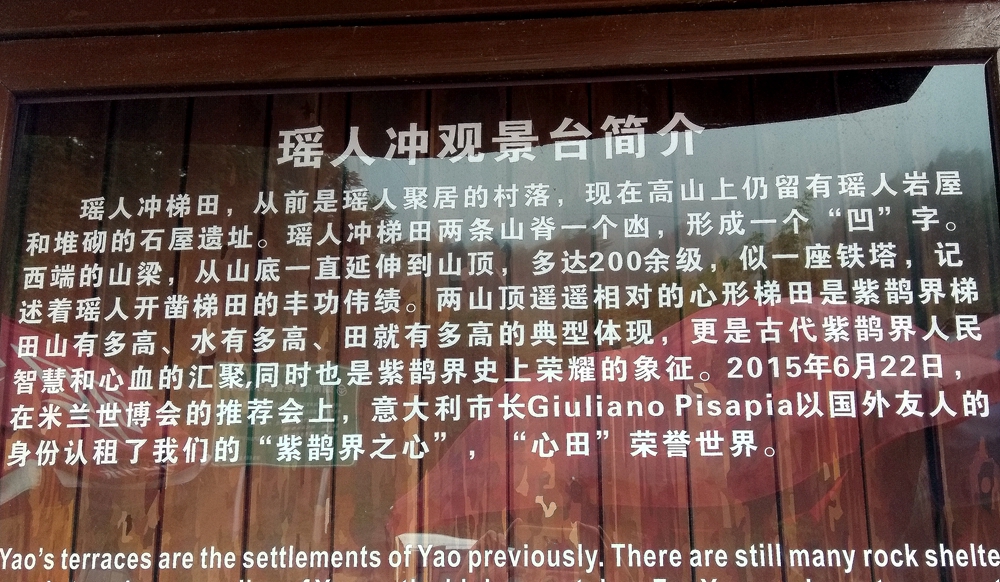 瑶人冲观景台简介
瑶人冲梯田，从前是瑶人聚居的村落，现在高山上仍留有瑶人岩屋
和堆砌的石屋遗址。瑶人冲梯田两条山脊一个凼，形成一个“凹”字。
西端的山梁，从山底一直延伸到山顶，多达200余级，似一座铁塔，记
述着瑶人开凿梯田的丰功伟绩。两山顶遥遥相对的心形梯田是紫鹊界梯
田山有多高、水有多高、田就有多高的典型体现，更是古代紫鹊界人民
智慧和心血的汇聚,同时也是紫鹊界史上荣耀的象征。2015年6月22日，
在米兰世博会的推荐会上，意大利市长Giuliano Pisapia以国外友人的
身份认租了我们的“紫鹊界之心”，“心田”荣誉世界。
Yao's terraces are the settlements of Yao previously. There are still many rock shelte